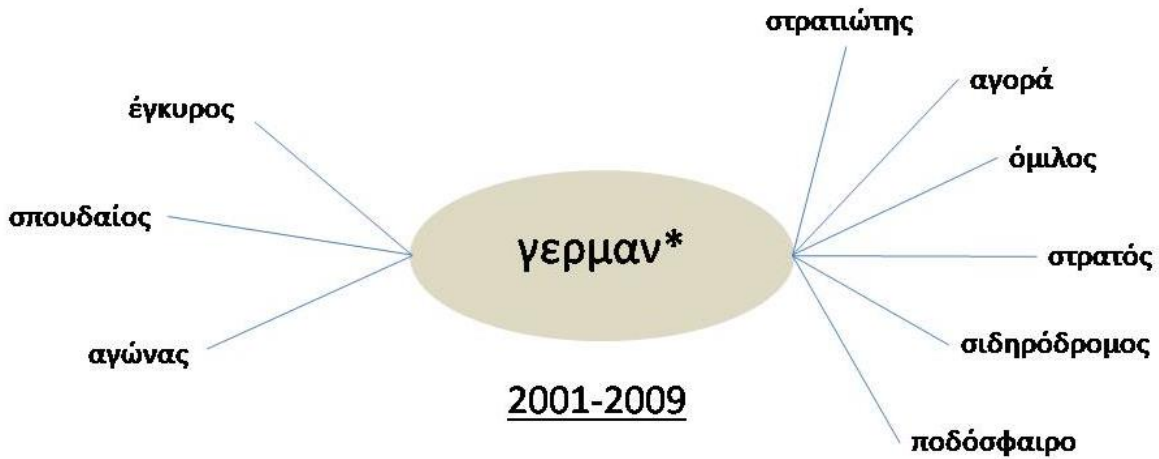 στρατιώτης
αγορά
έγκυρος
όμιλος
σπουδαίος
γερμαν*
στρατός
αγώνας
σιδηρόδρομος
2001-2009
ποδόσφαιρο